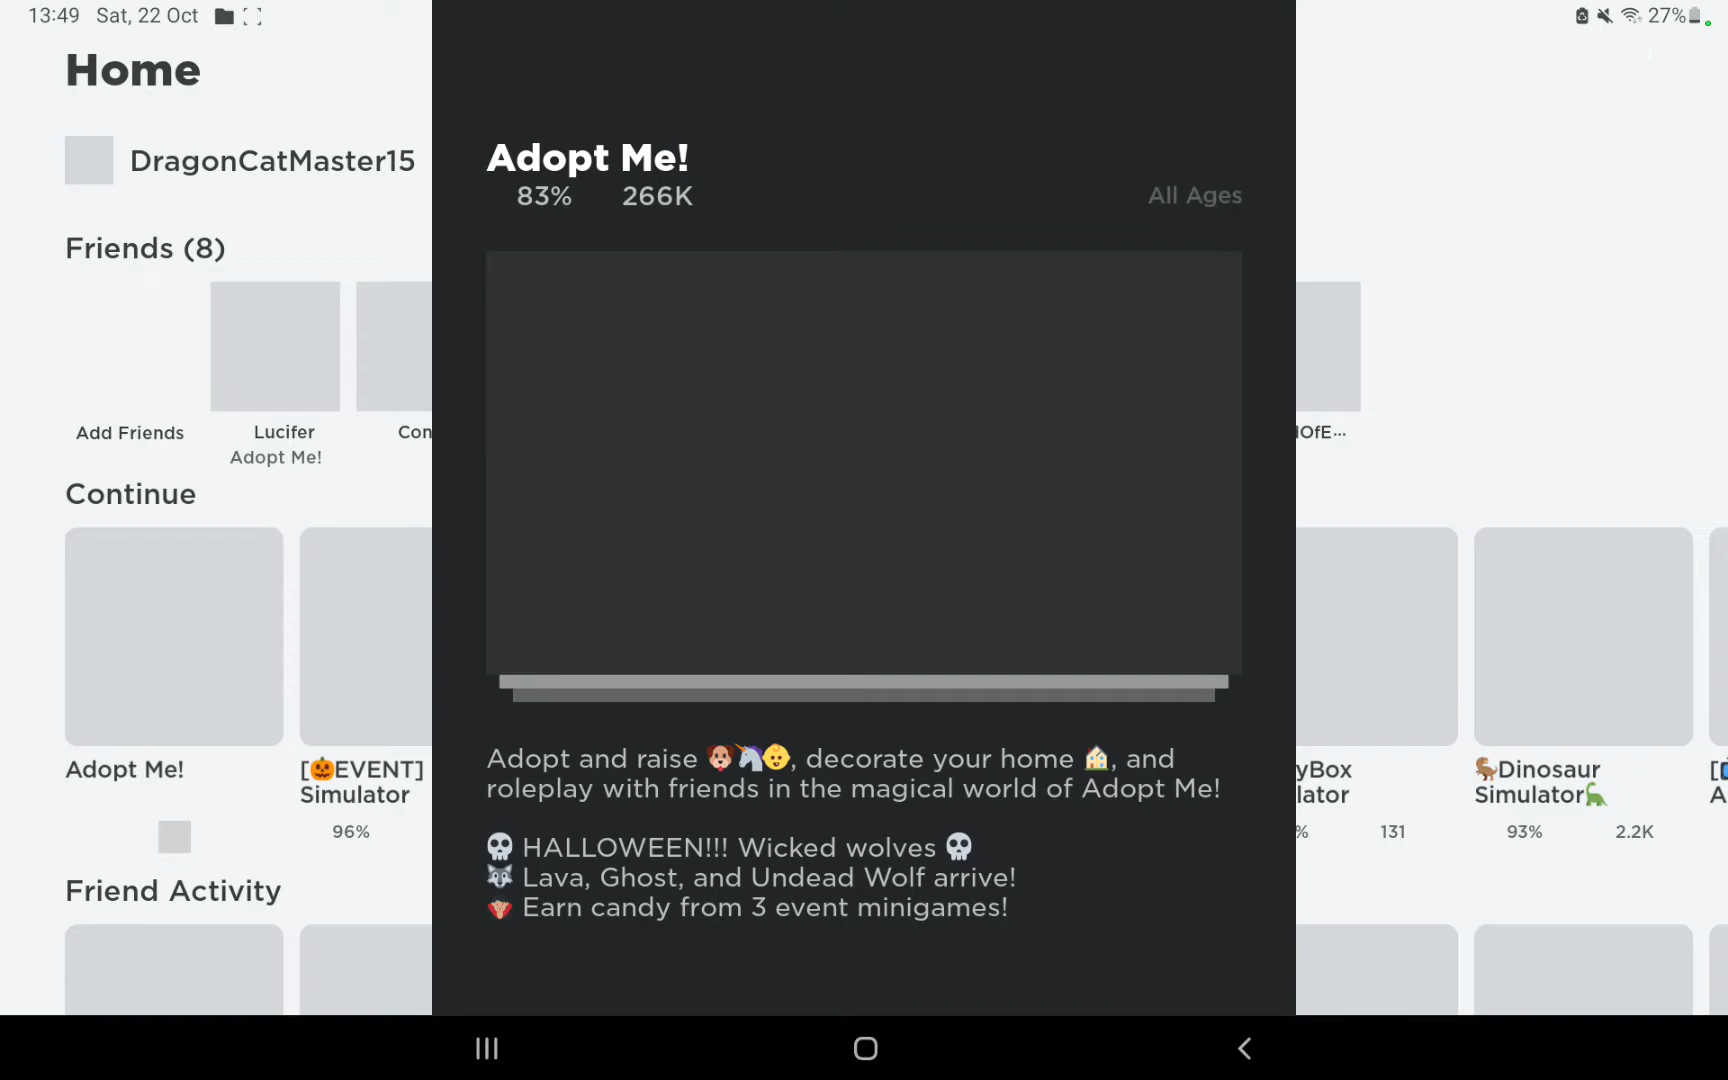 13:49 Sat, 22 Oct
27%
Home
DragonCatMaster15
Friends (8)
Add Friends
Lucifer
Adopt Me!
Con
IOfE...
Continue
Adopt Me!
[🎃EVENT]
Simulator
96%
yBox
lator
%
131
🦖Dinosaur
Simulator🦕
93%
2.2K
A
Friend Activity
Adopt Me!
83%
266K
All Ages
Adopt and raise 🐶🦄👶, decorate your home 🏠, and
roleplay with friends in the magical world of Adopt Me!
💀 HALLOWEEN!!! Wicked wolves 💀
🐺 Lava, Ghost, and Undead Wolf arrive!
Earn candy from 3 event minigames!